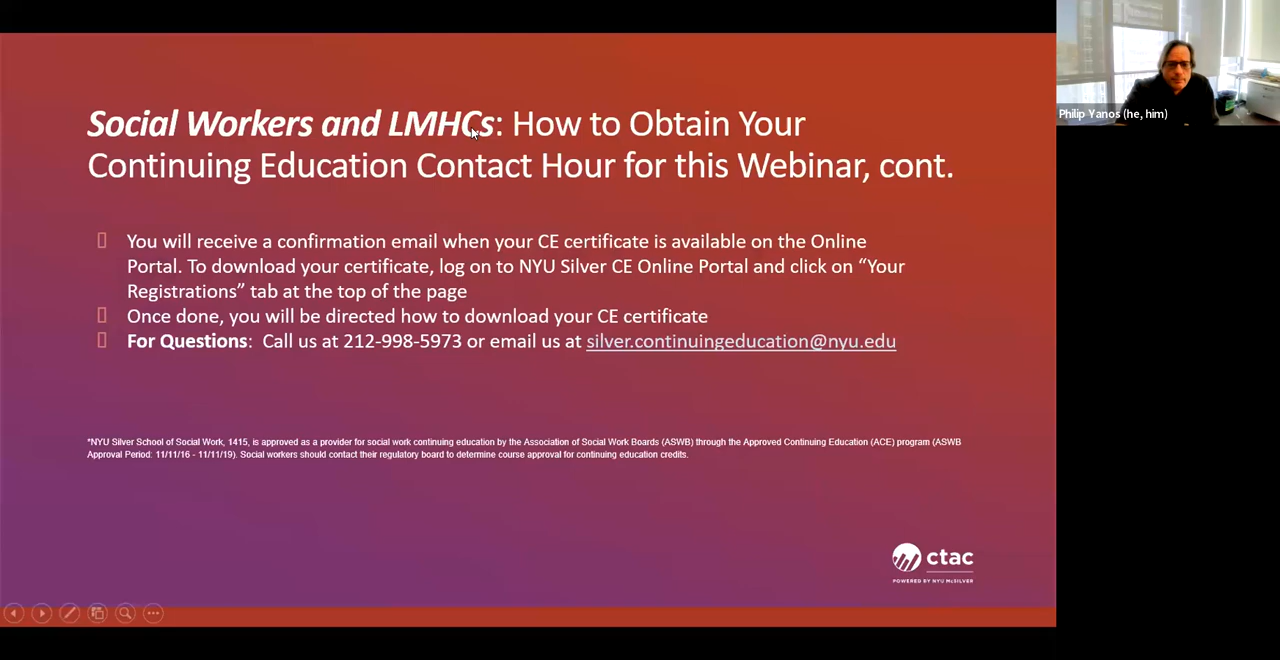 Social Workers and LMHCs: How to Obtain Your
Continuing Education Contact Hour for this Webinar, cont.
You will receive a confirmation email when your CE certificate is available on the Online
Portal. To download your certificate, log on to NYU Silver CE Online Portal and click on “Your
Registrations” tab at the top of the page
Once done, you will be directed how to download your CE certificate
For Questions:  Call us at 212-998-5973 or email us at silver.continuingeducation@nyu.edu
*NYU Silver School of Social Work, 1415, is approved as a provider for social work continuing education by the Association of Social Work Boards (ASWB) through the Approved Continuing Education (ACE) program (ASWB
Approval Period: 11/11/16 - 11/11/19). Social workers should contact their regulatory board to determine course approval for continuing education credits.
ctac
POWERED BY NYU McSILVER
Philip Yanos (he, him)